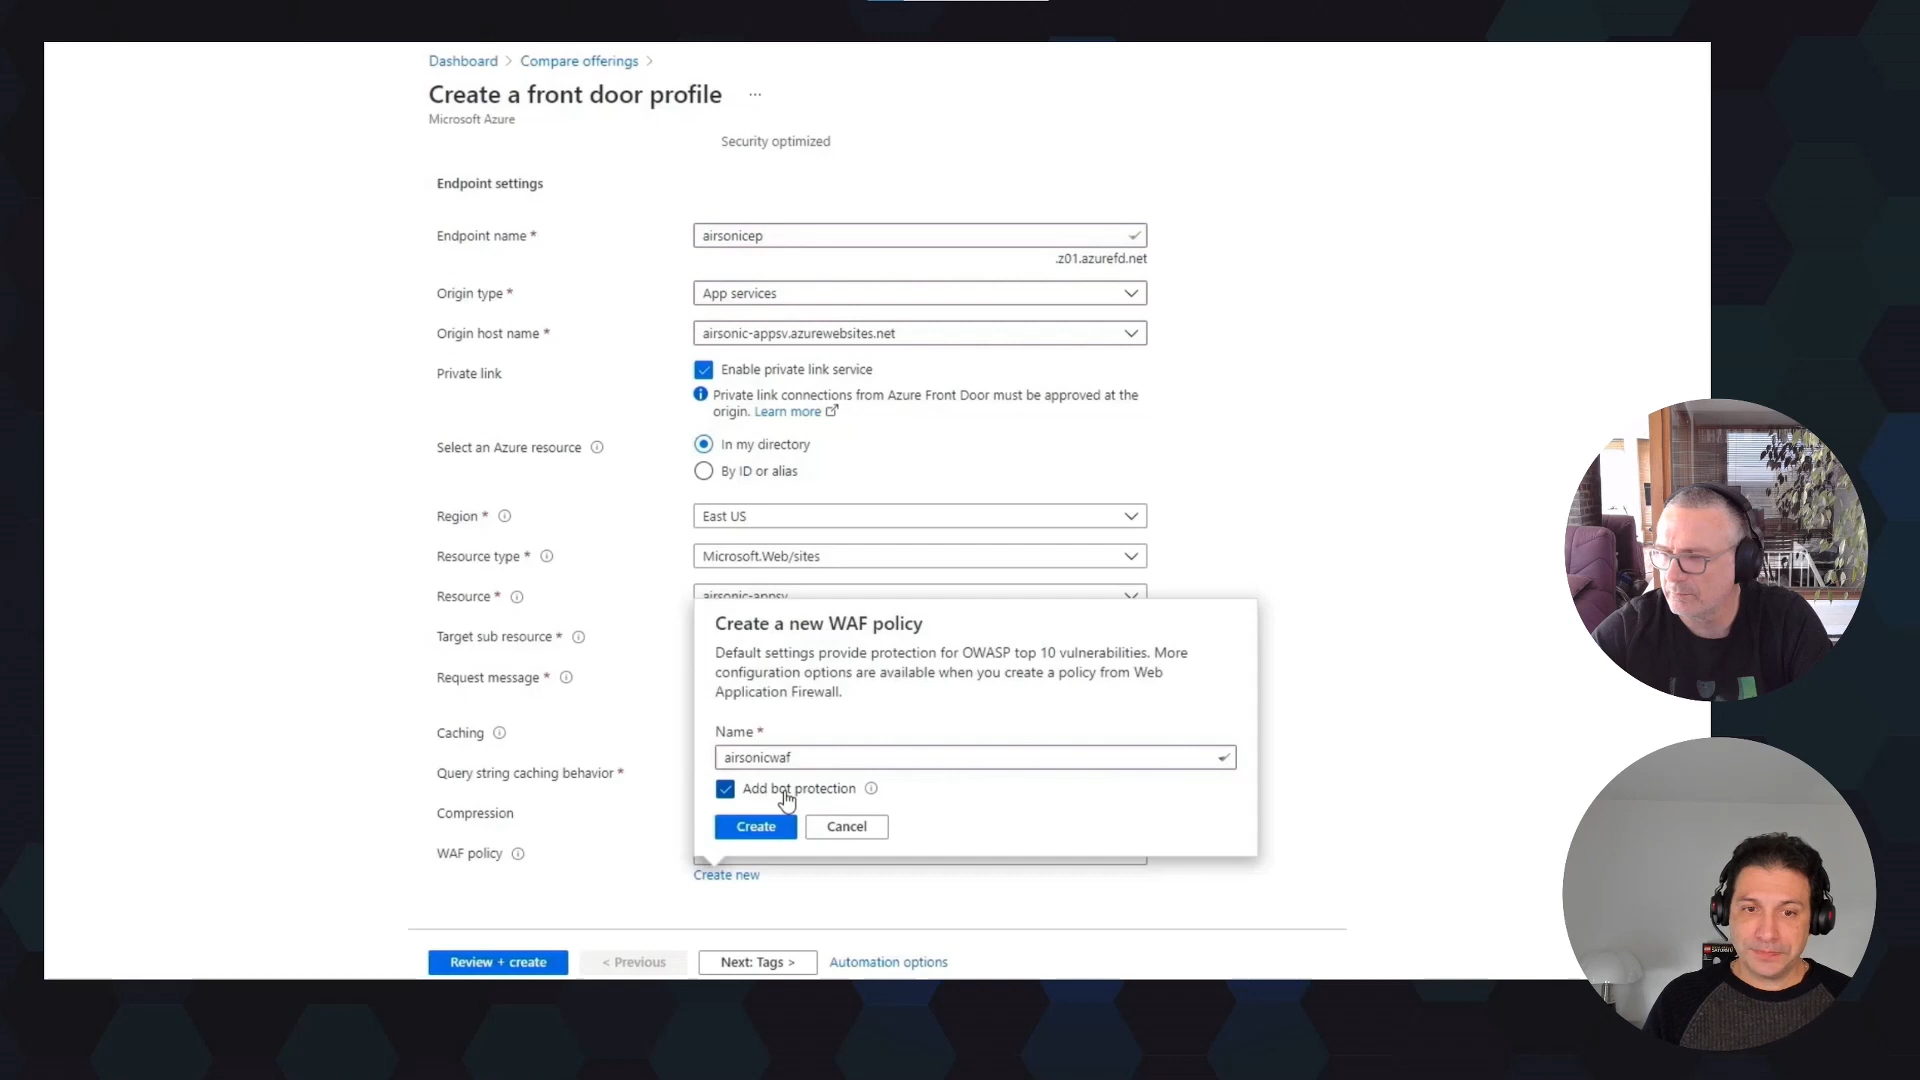 Dashboard > Compare offerings >
Create a front door profile ...
Microsoft Azure
Security optimized
Endpoint settings
Endpoint name *
airsonicep
.z01.azurefd.net
Origin type *
App services
Origin host name *
airsonic-appsv.azurewebsites.net
Private link
Enable private link service
Private link connections from Azure Front Door must be approved at the
origin. Learn more
Select an Azure resource
In my directory
By ID or alias
Region *
East US
Resource type *
Microsoft.Web/sites
Resource *
airsonic-appsv
Target sub resource *
Request message *
Caching
Query string caching behavior *
Compression
WAF policy
Create a new WAF policy
Default settings provide protection for OWASP top 10 vulnerabilities. More
configuration options are available when you create a policy from Web
Application Firewall.
Name *
airsonicwaf
Add bot protection
Create
Cancel
Create new
Review + create
< Previous
Next: Tags >
Automation options